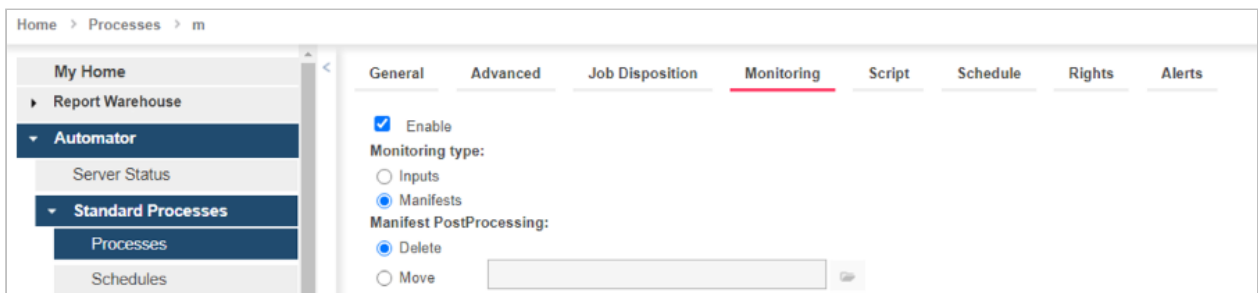 Home > Processes > m
My Home
Report Warehouse
Automator
Server Status
Standard Processes
Processes
Schedules
General Advanced Job Disposition Monitoring Script Schedule Rights Alerts
Enable
Monitoring type:
Inputs
Manifests
Manifest PostProcessing:
Delete
Move